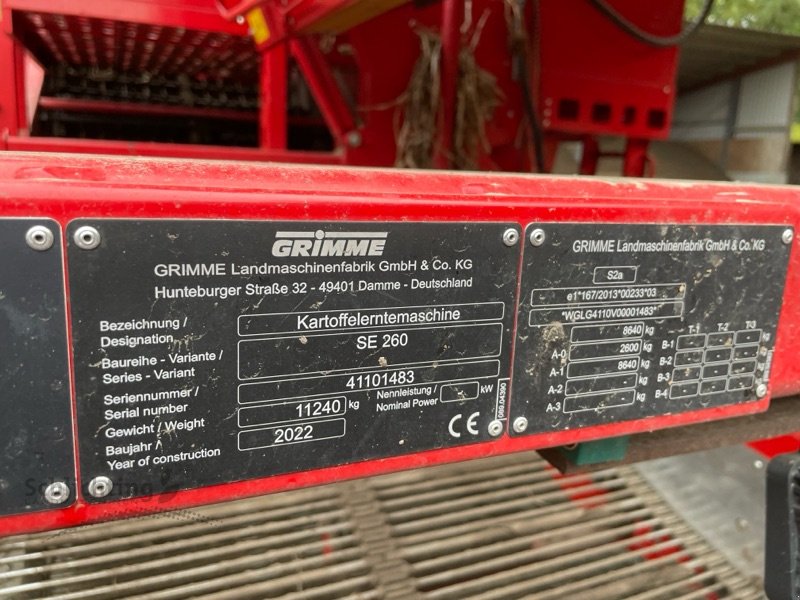 GRIMME
GRIMME Landmaschinenfabrik GmbH & Co. KG
Hunteburger Straße 32 - 49401 Damme - Deutschland
Bezeichnung /
Designation
Kartoffelerntemaschine
Baureihe - Variante /
Series - Variant
SE 260
Seriennummer /
Serial number
41101483
Gewicht / Weight
11240 kg
Nennleistung /
Nominal Power
kW
Baujahr /
Year of construction
2022
CE
GRIMME Landmaschinenfabrik GmbH & Co. KG
S2a
e1*167/2013*00233*03
*WGLG4110V00001483*
8640 kg
A-0 2600 kg
A-1 8640 kg
A-2 kg
A-3 kg
T-1 T-2 T-3
B-1
B-2
B-3
B-4
kg